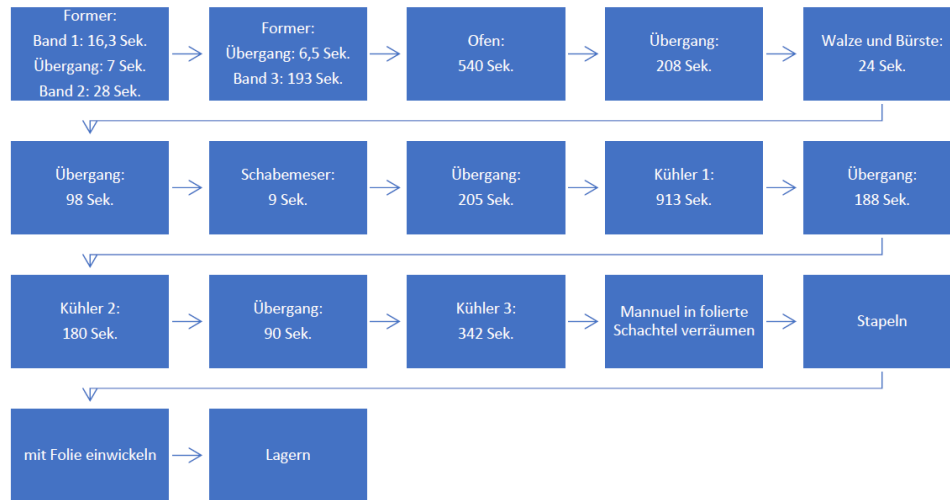 Former:
Band 1: 16,3 Sek.
Übergang: 7 Sek.
Band 2: 28 Sek.
Former:
Übergang: 6,5 Sek.
Band 3: 193 Sek.
Ofen:
540 Sek.
Übergang:
208 Sek.
Walze und Bürste:
24 Sek.
Übergang:
98 Sek.
Schabemeser:
9 Sek.
Übergang:
205 Sek.
Kühler 1:
913 Sek.
Übergang:
188 Sek.
Kühler 2:
180 Sek.
Übergang:
90 Sek.
Kühler 3:
342 Sek.
Mannuel in folierte
Schachtel verräumen
Stapeln
mit Folie einwickeln
Lagern